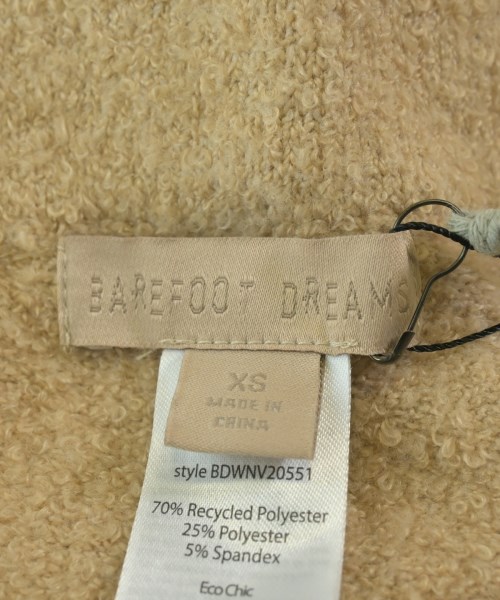 BAREFOOT DREAMS
XS
MADE IN
CHINA
style BDWNV20551
70% Recycled Polyester
25% Polyester
5% Spandex
Eco Chic